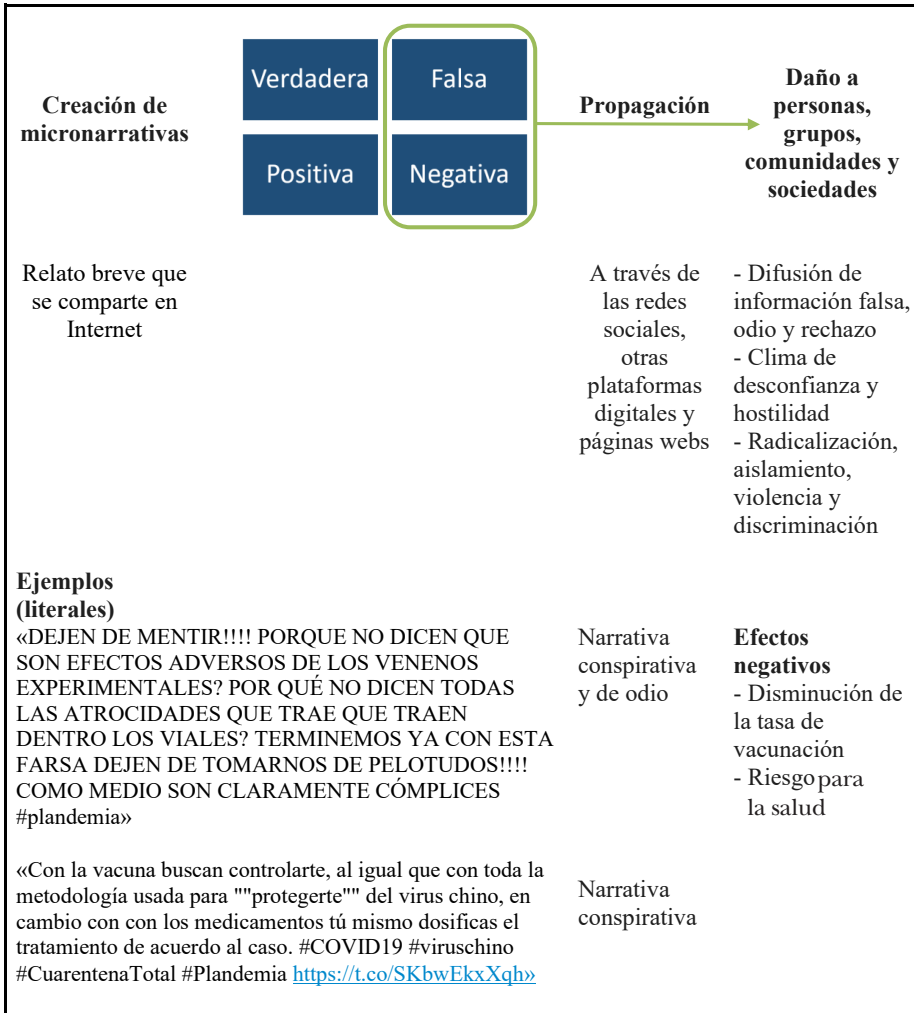 Creación de
micronarrativas
Verdadera
Falsa
Positiva
Negativa
Propagación
Daño a
personas,
grupos,
comunidades y
sociedades
Relato breve que
se comparte en
Internet
A través de
las redes
sociales,
otras
plataformas
digitales y
páginas webs
- Difusión de
información falsa,
odio y rechazo
- Clima de
desconfianza y
hostilidad
- Radicalización,
aislamiento,
violencia y
discriminación
Ejemplos
(literales)
«DEJEN DE MENTIR!!!! PORQUE NO DICEN QUE
SON EFECTOS ADVERSOS DE LOS VENENOS
EXPERIMENTALES? POR QUÉ NO DICEN TODAS
LAS ATROCIDADES QUE TRAE QUE TRAEN
DENTRO LOS VIALES? TERMINEMOS YA CON ESTA
FARSA DEJEN DE TOMARNOS DE PELOTUDOS!!!!
COMO MEDIO SON CLARAMENTE CÓMPLICES
#plandemia»
Narrativa
conspirativa
y de odio
Efectos
negativos
- Disminución de
la tasa de
vacunación
- Riesgo para
la salud
«Con la vacuna buscan controlarte, al igual que con toda la
metodología usada para ""protegerte"" del virus chino, en
cambio con con los medicamentos tú mismo dosificas el
tratamiento de acuerdo al caso. #COVID19 #viruschino
#CuarentenaTotal #Plandemia https://t.co/SKbwEkxXqh»
Narrativa
conspirativa